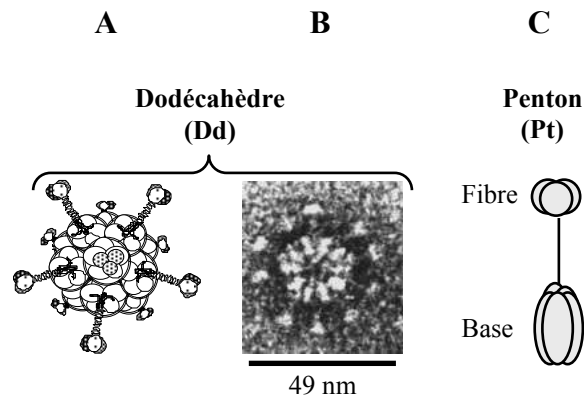 A B C
Dodécahèdre
(Dd)
Penton
(Pt)
Fibre
Base
49 nm